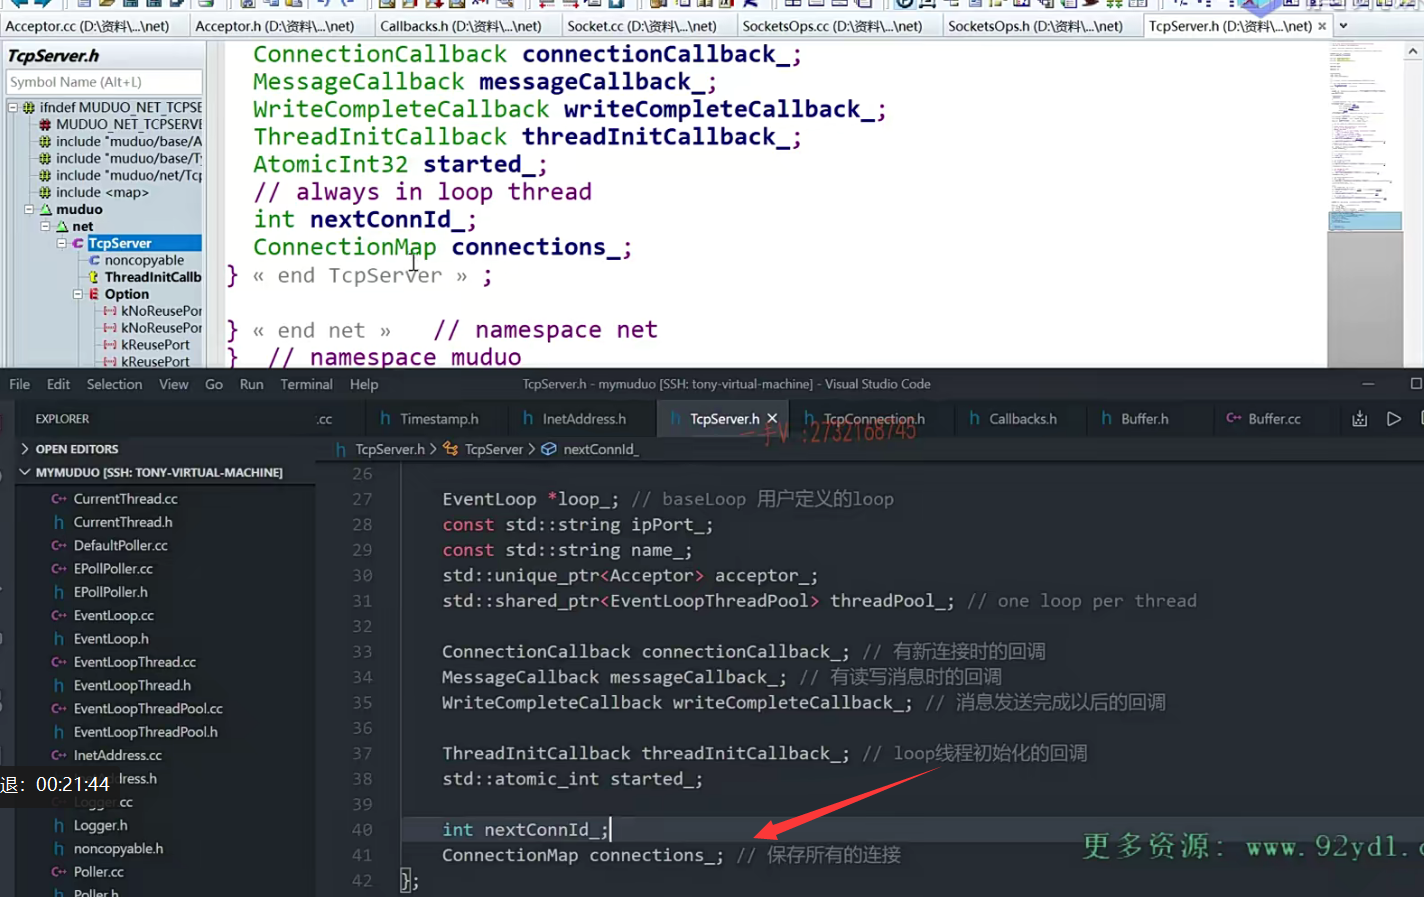 Acceptor.cc (D:\资料\...\net)
Acceptor.h (D:\资料\...\net)
Callbacks.h (D:\资料\...\net)
Socket.cc (D:\资料\...\net)
SocketsOps.cc (D:\资料\...\net)
SocketsOps.h (D:\资料\...\net)
TcpServer.h (D:\资料\...\net)
TcpServer.h
Symbol Name (Alt+L)
ifndef MUDUO_NET_TCPSE
MUDUO_NET_TCPSERVE
include "muduo/base/A
include "muduo/base/Ty
include "muduo/net/Tcp
include <map>
muduo
net
TcpServer
noncopyable
ThreadInitCallb
Option
kNoReusePor
kNoReusePor
kReusePort
kReusePort
ConnectionCallback connectionCallback_;
MessageCallback messageCallback_;
WriteCompleteCallback writeCompleteCallback_;
ThreadInitCallback threadInitCallback_;
AtomicInt32 started_;
// always in loop thread
int nextConnId_;
ConnectionMap connections_;
} « end TcpServer » ;
} « end net » // namespace net
} // namespace muduo
File Edit Selection View Go Run Terminal Help
TcpServer.h - mymuduo [SSH: tony-virtual-machine] - Visual Studio Code
EXPLORER
.cc
Timestamp.h
InetAddress.h
TcpServer.h
TcpConnection.h
Callbacks.h
Buffer.h
Buffer.cc
:2732168745
OPEN EDITORS
MYMUDUO [SSH: TONY-VIRTUAL-MACHINE]
CurrentThread.cc
CurrentThread.h
DefaultPoller.cc
EPollPoller.cc
EPollPoller.h
EventLoop.cc
EventLoop.h
EventLoopThread.cc
EventLoopThread.h
EventLoopThreadPool.cc
EventLoopThreadPool.h
InetAddress.cc
dress.h
退：00:21:44
Logger.cc
Logger.h
noncopyable.h
Poller.cc
Poller.h
TcpServer.h > TcpServer > nextConnId_
26
27 EventLoop *loop_; // baseLoop 用户定义的loop
28 const std::string ipPort_;
29 const std::string name_;
30 std::unique_ptr<Acceptor> acceptor_;
31 std::shared_ptr<EventLoopThreadPool> threadPool_; // one loop per thread
32
33 ConnectionCallback connectionCallback_; // 有新连接时的回调
34 MessageCallback messageCallback_; // 有读写消息时的回调
35 WriteCompleteCallback writeCompleteCallback_; // 消息发送完成以后的回调
36
37 ThreadInitCallback threadInitCallback_; // loop线程初始化的回调
38 std::atomic_int started_;
39
40 int nextConnId_;
41 ConnectionMap connections_; // 保存所有的连接
42 };
更多资源：www.92ydl.c